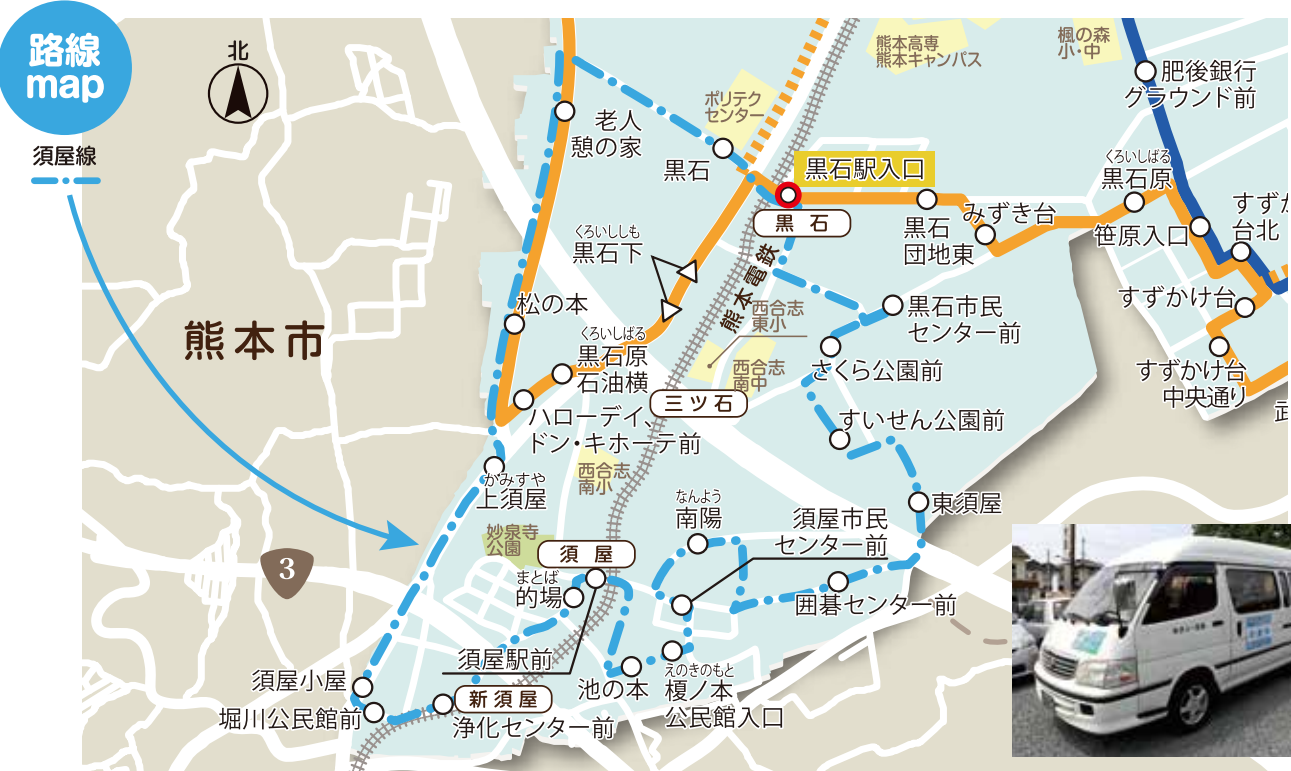 路線
map
須屋線
北
熊本高専
熊本キャンパス
楓の森
小・中
肥後銀行
グラウンド前
ポリテク
センター
老人
憩の家
黒石
黒石駅入口
くろいしばる
黒石原
黒石
黒石
団地東
みずき台
笹原入口
すずか
台北
くろいししも
黒石下
熊本電鉄
すずかけ台
黒石市民
センター前
西合志
東小
松の本
熊本市
くろいしばる
黒石原
石油横
西合志
南中
さくら公園前
すずかけ台
中央通り
武
三ツ石
ハローデイ、
ドン・キホーテ前
すいせん公園前
西合志
南小
かみすや
上須屋
なんよう
南陽
東須屋
須屋市民
センター前
妙泉寺
公園
須屋
3
まとば
的場
囲碁センター前
須屋駅前
えのきのもと
榎ノ本
公民館入口
池の本
須屋小屋
堀川公民館前
新須屋
浄化センター前